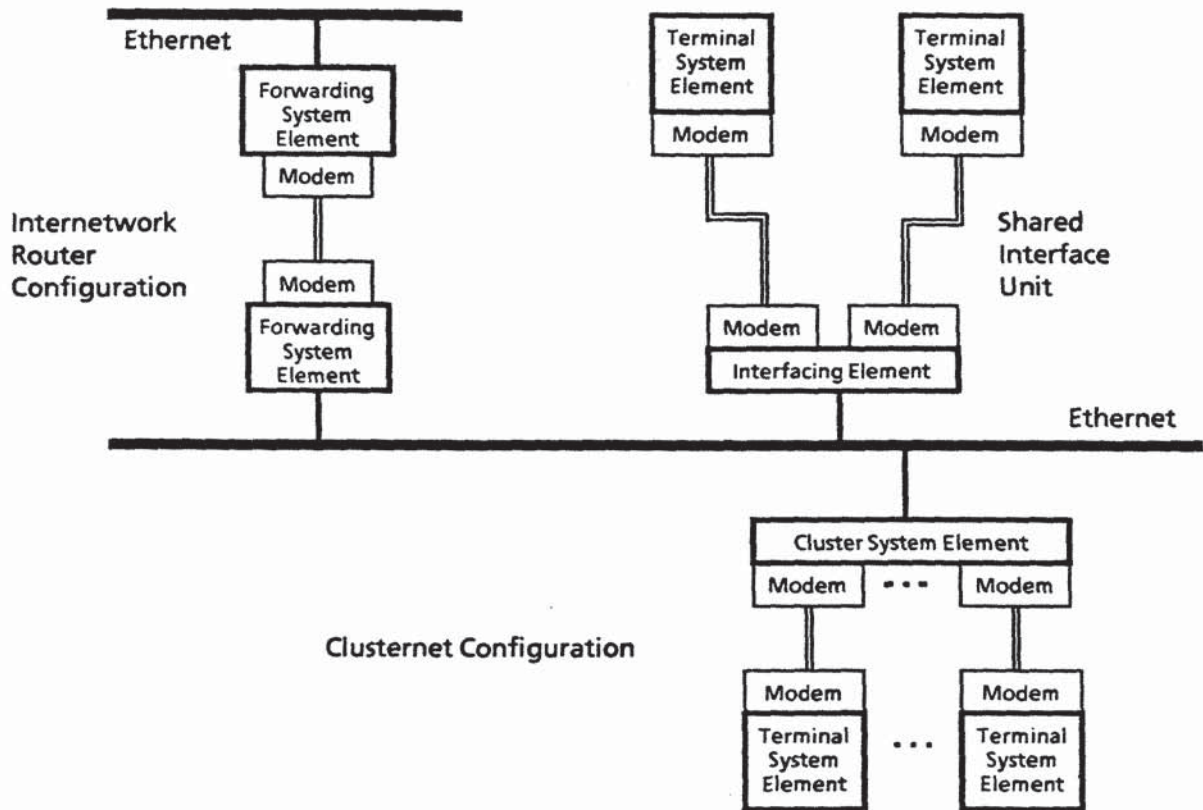 Ethernet
Forwarding
System
Element
Modem
Internetwork
Router
Configuration
Modem
Forwarding
System
Element
Terminal
System
Element
Modem
Terminal
System
Element
Modem
Shared
Interface
Unit
Modem
Modem
Interfacing Element
Ethernet
Cluster System Element
Modem
...
Modem
Clusternet Configuration
Modem
Modem
Terminal
System
Element
...
Terminal
System
Element